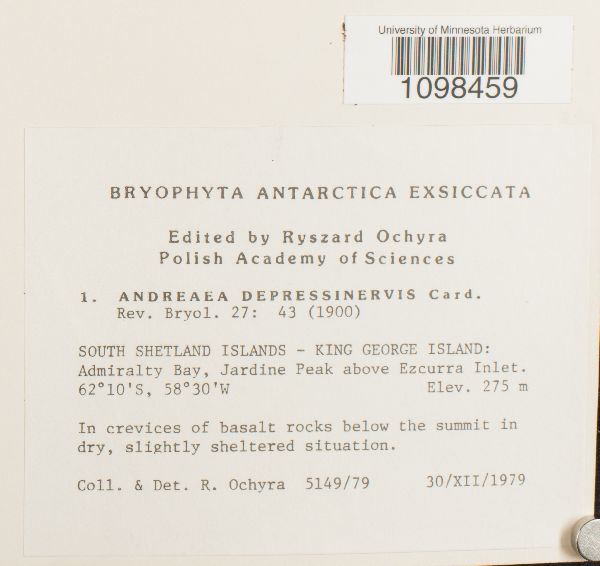 University of Minnesota Herbarium
1098459
BRYOPHYTA ANTARCTICA EXSICCATA
Edited by Ryszard Ochyra
Polish Academy of Sciences
1. ANDREAEA DEPRESSINERVIS Card.
Rev. Bryol. 27: 43 (1900)
SOUTH SHETLAND ISLANDS - KING GEORGE ISLAND:
Admiralty Bay, Jardine Peak above Ezcurra Inlet.
62°10'S, 58°30'W Elev. 275 m
In crevices of basalt rocks below the summit in
dry, slightly sheltered situation.
Coll. & Det. R. Ochyra 5149/79 30/XII/1979